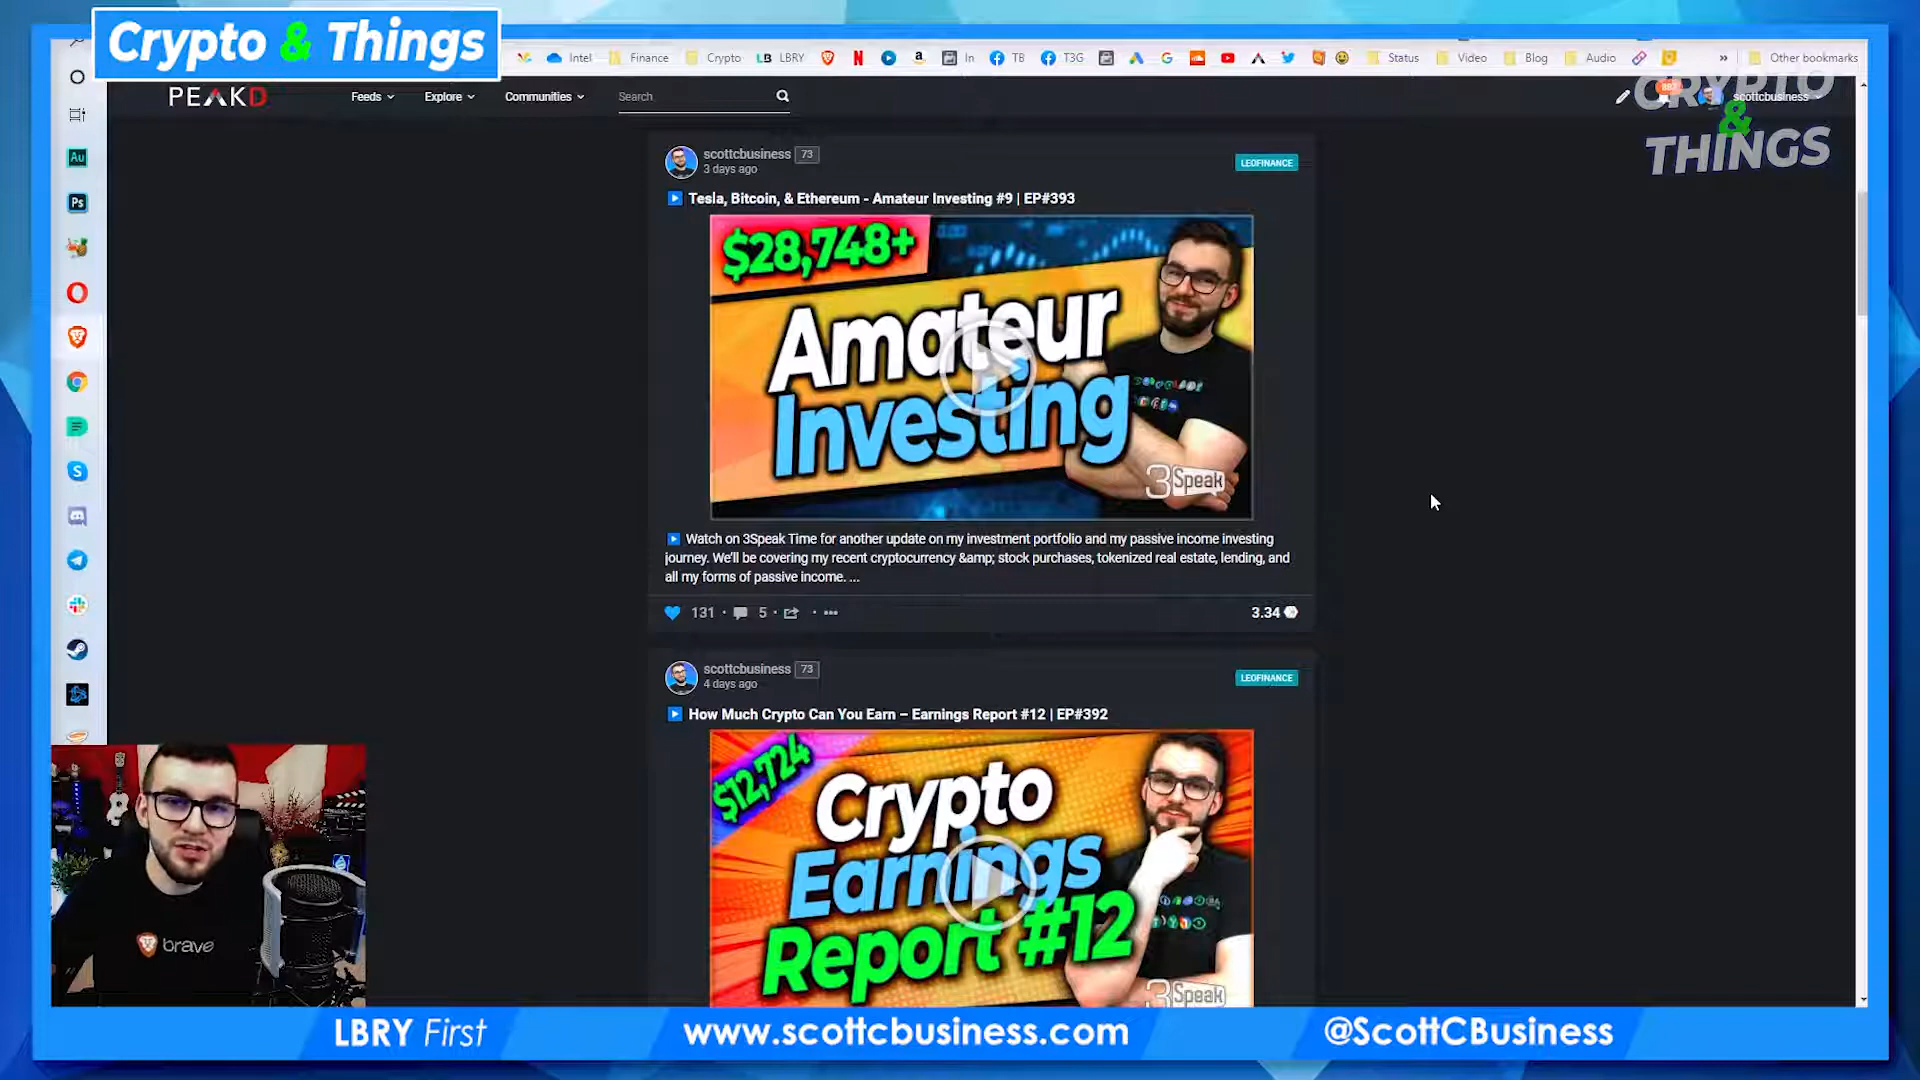 Crypto & Things
Intel
Finance
Crypto
LB LBRY
N
a
In
TB
T3G
G
Status
Video
Blog
Audio
»
Other bookmarks
PEAKD
Feeds
Explore
Communities
Search
scottcbusiness
CRYPTO
&
THINGS
Au
Ps
S
scottcbusiness 73
3 days ago
LEOFINANCE
Tesla, Bitcoin, & Ethereum - Amateur Investing #9 | EP#393
$28,748+
Amateur
Investing
3Speak
Watch on 3Speak Time for another update on my investment portfolio and my passive income investing
journey. We'll be covering my recent cryptocurrency &amp; stock purchases, tokenized real estate, lending, and
all my forms of passive income. ...
131 · 5 · · •••
3.34
scottcbusiness 73
4 days ago
LEOFINANCE
How Much Crypto Can You Earn – Earnings Report #12 | EP#392
$12,724
Crypto
Earnings
Report #12
3Speak
brave
LBRY First
www.scottcbusiness.com
@ScottCBusiness